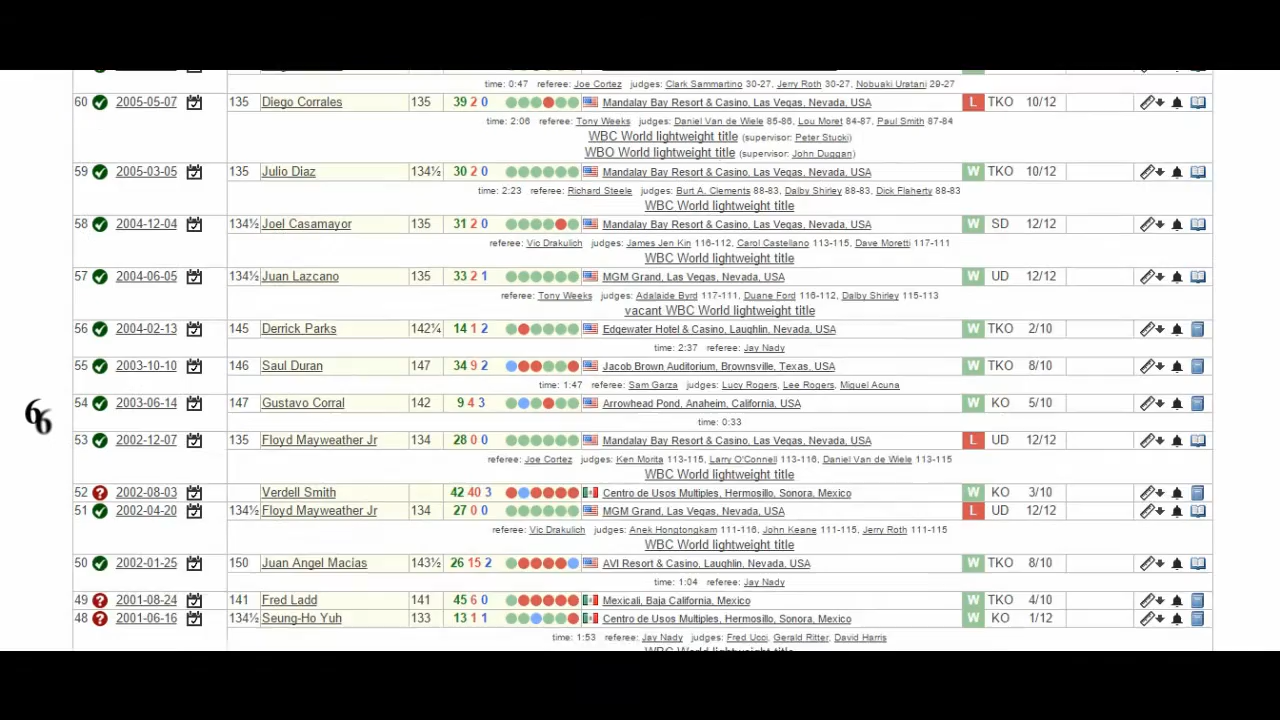 time: 0:47 referee: Joe Cortez judges: Clark Sammartino 30-27, Jerry Roth 30-27, Nobuaki Uratani 29-27
60 2005-05-07 135 Diego Corrales 135 39 2 0 Mandalay Bay Resort & Casino, Las Vegas, Nevada, USA L TKO 10/12
time: 2:06 referee: Tony Weeks judges: Daniel Van de Wiele 85-86, Lou Moret 84-87, Paul Smith 87-84
WBC World lightweight title (supervisor: Peter Stucki)
WBO World lightweight title (supervisor: John Duggan)
59 2005-03-05 135 Julio Diaz 134½ 30 2 0 Mandalay Bay Resort & Casino, Las Vegas, Nevada, USA W TKO 10/12
time: 2:23 referee: Richard Steele judges: Burt A. Clements 88-83, Dalby Shirley 88-83, Dick Flaherty 88-83
WBC World lightweight title
58 2004-12-04 134½ Joel Casamayor 135 31 2 0 Mandalay Bay Resort & Casino, Las Vegas, Nevada, USA W SD 12/12
referee: Vic Drakulich judges: James Jen Kin 116-112, Carol Castellano 113-115, Dave Moretti 117-111
WBC World lightweight title
57 2004-06-05 134½ Juan Lazcano 135 33 2 1 MGM Grand, Las Vegas, Nevada, USA W UD 12/12
referee: Tony Weeks judges: Adalaide Byrd 117-111, Duane Ford 116-112, Dalby Shirley 115-113
vacant WBC World lightweight title
56 2004-02-13 145 Derrick Parks 142¼ 14 1 2 Edgewater Hotel & Casino, Laughlin, Nevada, USA W TKO 2/10
time: 2:37 referee: Jay Nady
55 2003-10-10 146 Saul Duran 147 34 9 2 Jacob Brown Auditorium, Brownsville, Texas, USA W TKO 8/10
time: 1:47 referee: Sam Garza judges: Lucy Rogers, Lee Rogers, Miguel Acuna
54 2003-06-14 147 Gustavo Corral 142 9 4 3 Arrowhead Pond, Anaheim, California, USA W KO 5/10
66
time: 0:33
53 2002-12-07 135 Floyd Mayweather Jr 134 28 0 0 Mandalay Bay Resort & Casino, Las Vegas, Nevada, USA L UD 12/12
referee: Joe Cortez judges: Ken Morita 113-115, Larry O'Connell 113-116, Daniel Van de Wiele 113-115
WBC World lightweight title
52 2002-08-03 Verdell Smith 42 40 3 Centro de Usos Multiples, Hermosillo, Sonora, Mexico W KO 3/10
51 2002-04-20 134½ Floyd Mayweather Jr 134 27 0 0 MGM Grand, Las Vegas, Nevada, USA L UD 12/12
referee: Vic Drakulich judges: Anek Hongtongkam 111-116, John Keane 111-115, Jerry Roth 111-115
WBC World lightweight title
50 2002-01-25 150 Juan Angel Macias 143½ 26 15 2 AVI Resort & Casino, Laughlin, Nevada, USA W TKO 8/10
time: 1:04 referee: Jay Nady
49 2001-08-24 141 Fred Ladd 141 45 6 0 Mexicali, Baja California, Mexico W TKO 4/10
48 2001-06-16 134½ Seung-Ho Yuh 133 13 1 1 Centro de Usos Multiples, Hermosillo, Sonora, Mexico W KO 1/12
time: 1:53 referee: Jay Nady judges: Fred Ucci, Gerald Ritter, David Harris